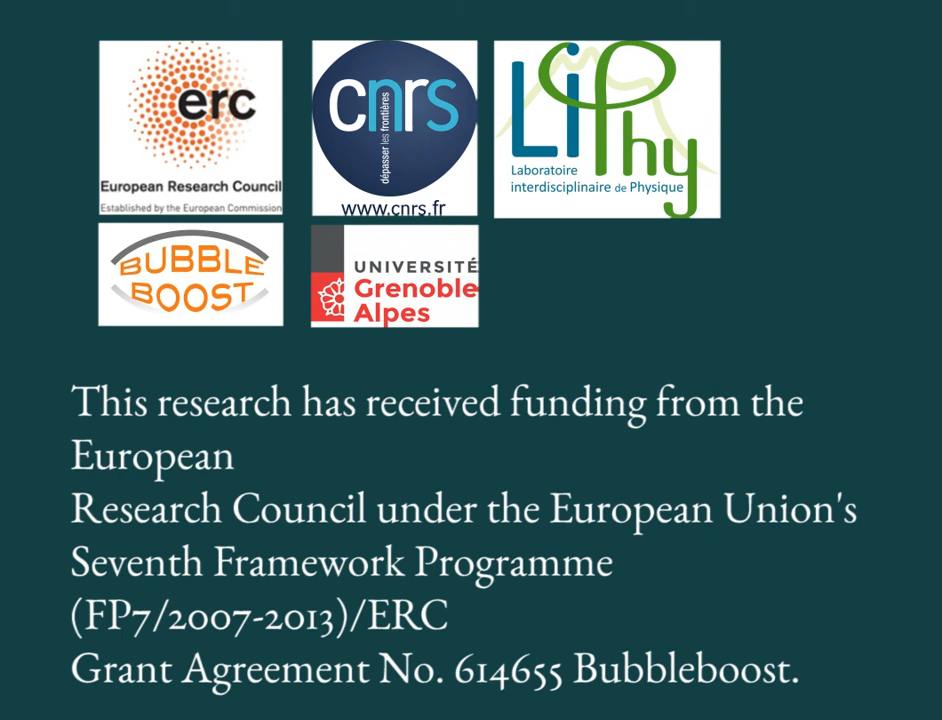 erc
European Research Council
Established by the European Commission
cnrs
dépasser les frontières
www.cnrs.fr
LiPhy
Laboratoire
interdisciplinaire de Physique
BUBBLE
BOOST
UNIVERSITÉ
Grenoble
Alpes
This research has received funding from the
European
Research Council under the European Union's
Seventh Framework Programme
(FP7/2007-2013)/ERC
Grant Agreement No. 614655 Bubbleboost.